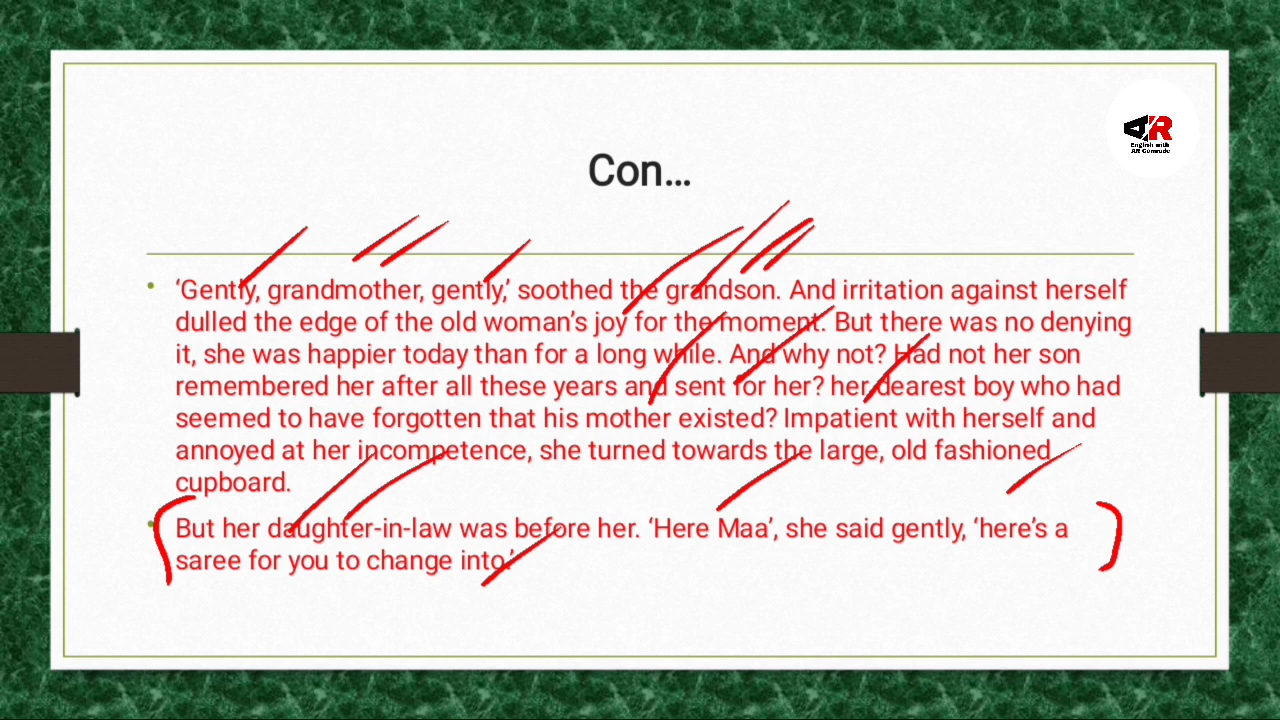 AR
English with
AR Comrade
Con...
'Gently, grandmother, gently,' soothed the grandson. And irritation against herself
dulled the edge of the old woman's joy for the moment. But there was no denying
it, she was happier today than for a long while. And why not? Had not her son
remembered her after all these years and sent for her? her dearest boy who had
seemed to have forgotten that his mother existed? Impatient with herself and
annoyed at her incompetence, she turned towards the large, old fashioned
cupboard.
But her daughter-in-law was before her. 'Here Maa', she said gently, 'here's a
saree for you to change into.'